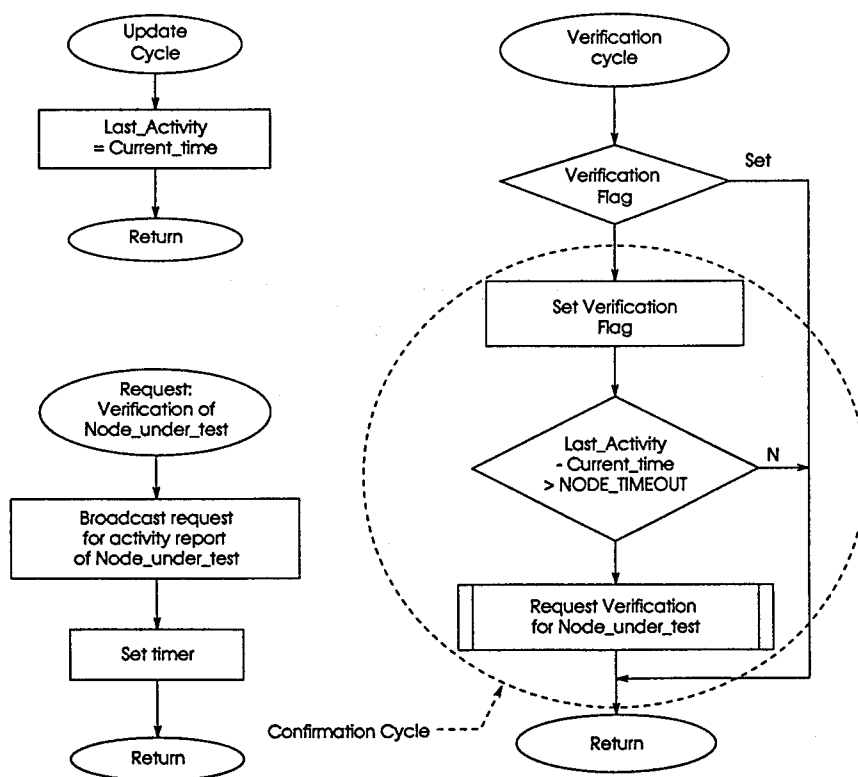 Update
Cycle
Last_Activity
= Current_time
Return
Request:
Verification of
Node_under_test
Broadcast request
for activity report
of Node_under_test
Set timer
Return
Verification
cycle
Verification
Flag
Set
Set Verification
Flag
Last_Activity
- Current_time
> NODE_TIMEOUT
N
Request Verification
for Node_under_test
Confirmation Cycle
Return